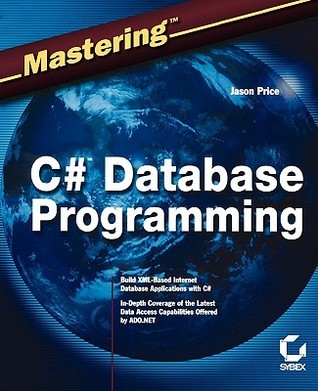 Mastering™
Jason Price
C# Database
Programming
Build XML-Based Internet
Database Applications with C#
In-Depth Coverage of the Latest
Data Access Capabilities Offered
by ADO.NET
SYBEX